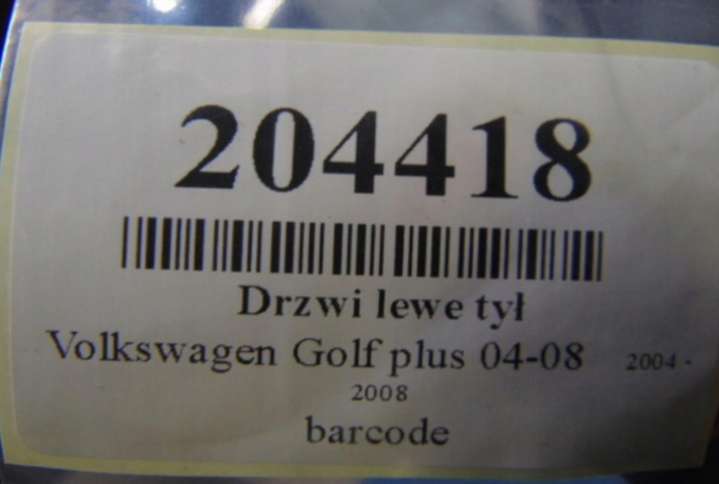 204418
Drzwi lewe tył
Volkswagen Golf plus 04-08 2004 -
2008
barcode